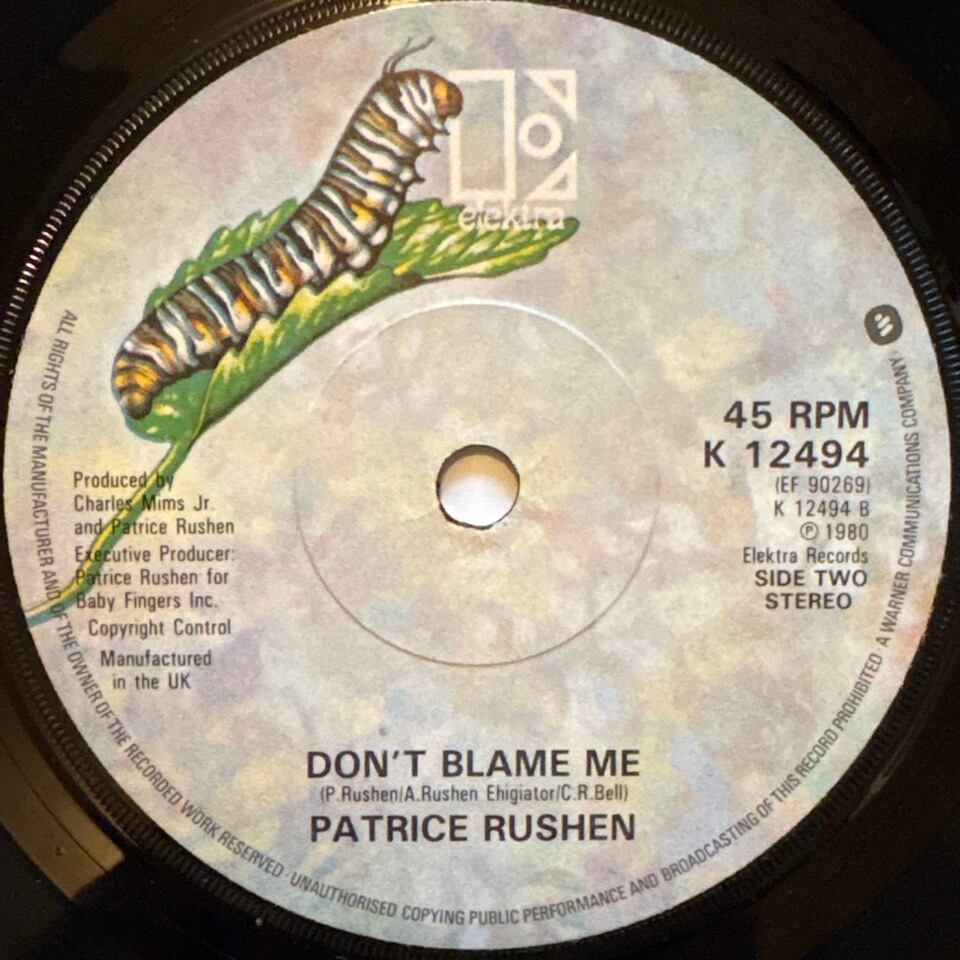 elektra
45 RPM
K 12494
(EF 90269)
K 12494 B
Ⓟ 1980
Elektra Records
SIDE TWO
STEREO
Produced by
Charles Mims Jr.
and Patrice Rushen
Executive Producer:
Patrice Rushen for
Baby Fingers Inc.
Copyright Control
Manufactured
in the UK
DON'T BLAME ME
(P.Rushen/A.Rushen Ehigiator/C.R.Bell)
PATRICE RUSHEN
ALL RIGHTS OF THE MANUFACTURER AND OF THE OWNER OF THE RECORDED WORK RESERVED · UNAUTHORISED COPYING PUBLIC PERFORMANCE AND BROADCASTING OF THIS RECORD PROHIBITED A WARNER COMMUNICATIONS COMPANY